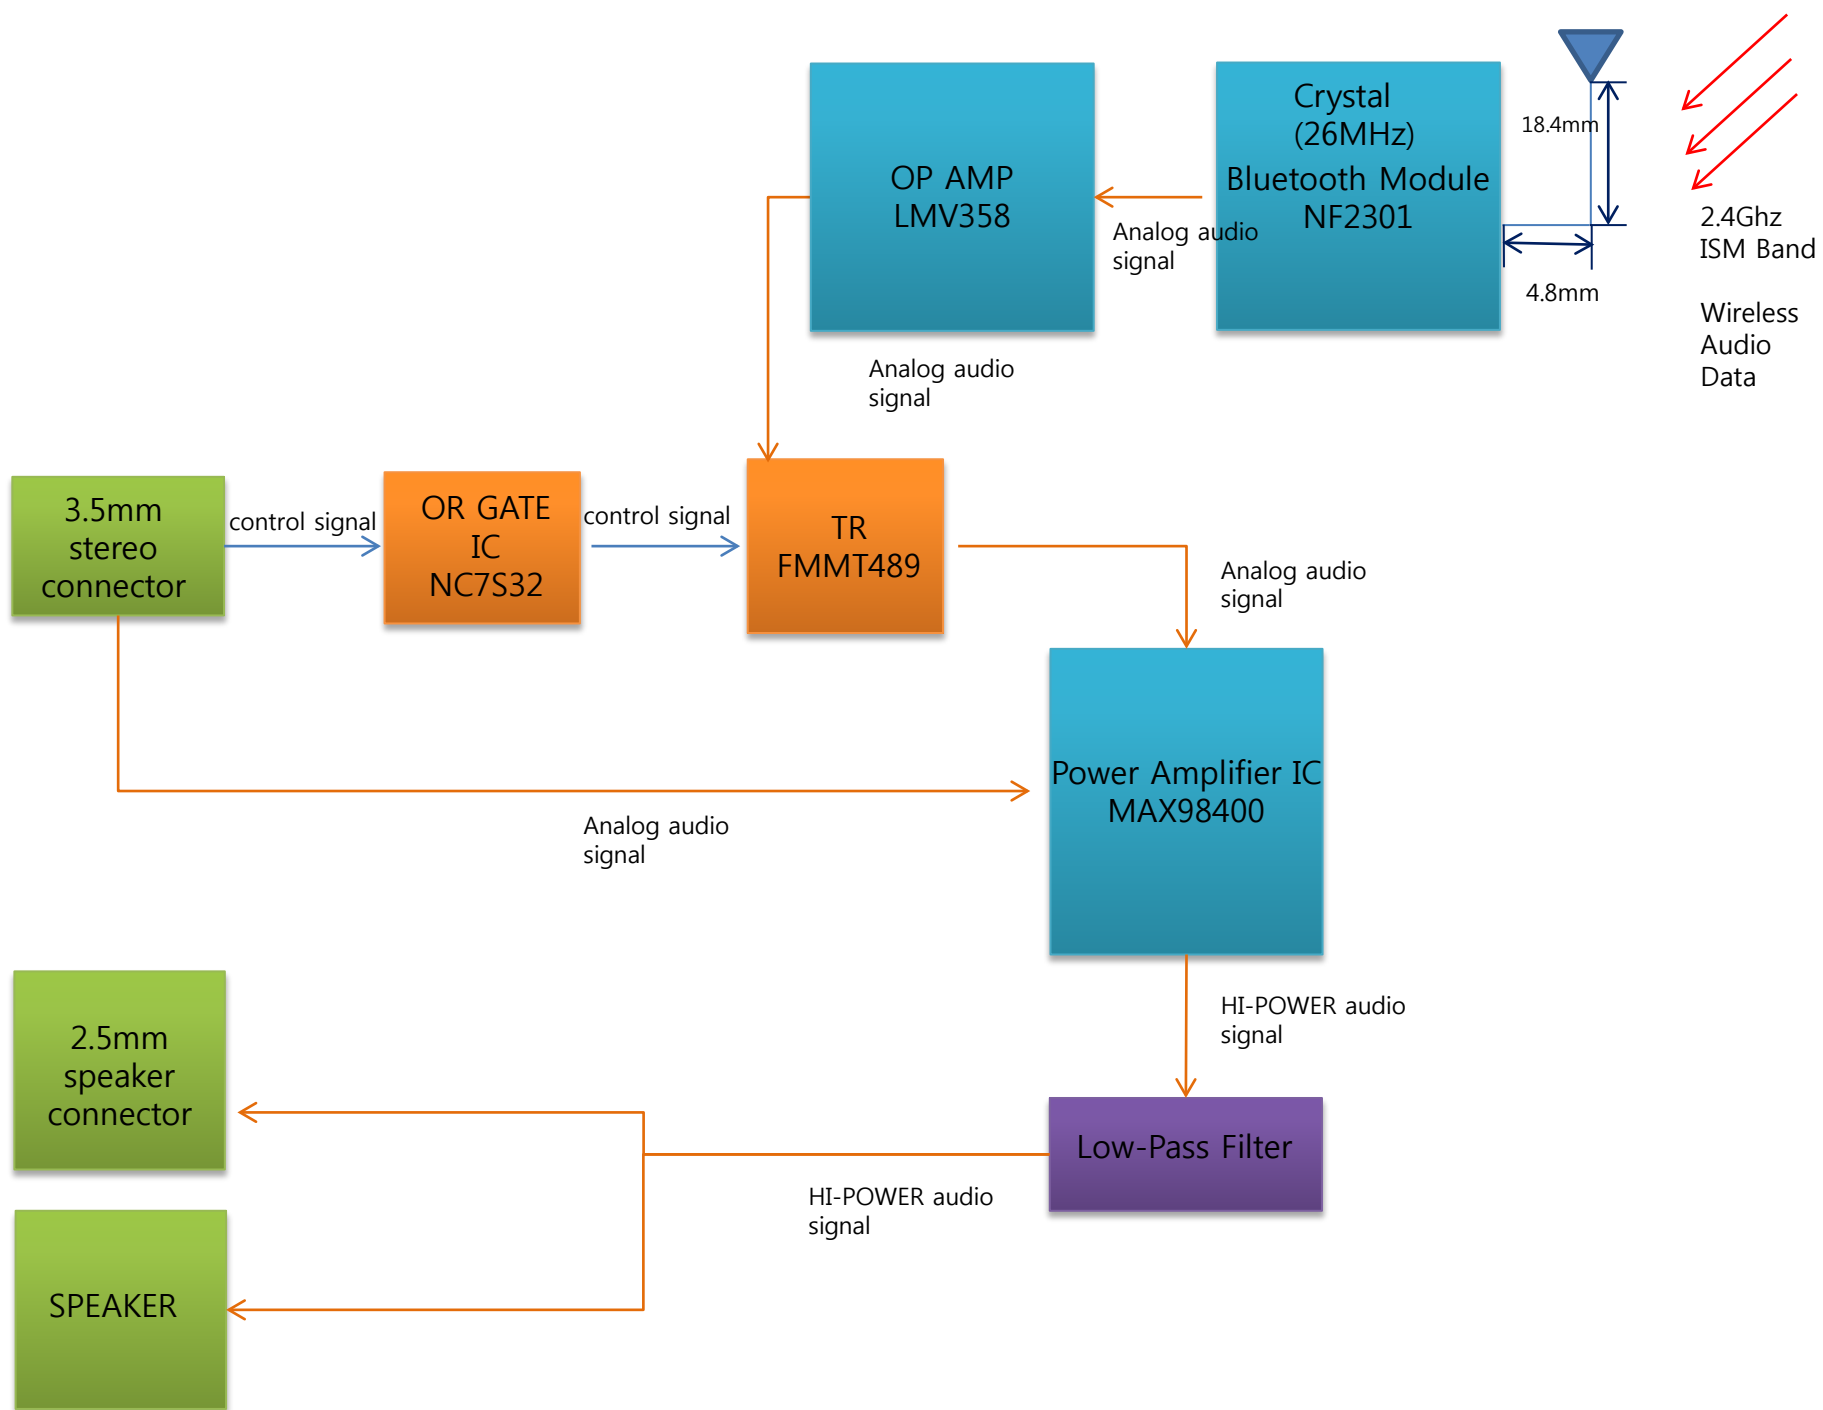 Crystal
(26MHz)
Bluetooth Module
NF2301
18.4mm
4.8mm
2.4Ghz
ISM Band
Wireless
Audio
Data
OP AMP
LMV358
Analog audio
signal
Analog audio
signal
3.5mm
stereo
connector
control signal
OR GATE
IC
NC7S32
control signal
TR
FMMT489
Analog audio
signal
Power Amplifier IC
MAX98400
Analog audio
signal
HI-POWER audio
signal
2.5mm
speaker
connector
Low-Pass Filter
HI-POWER audio
signal
SPEAKER